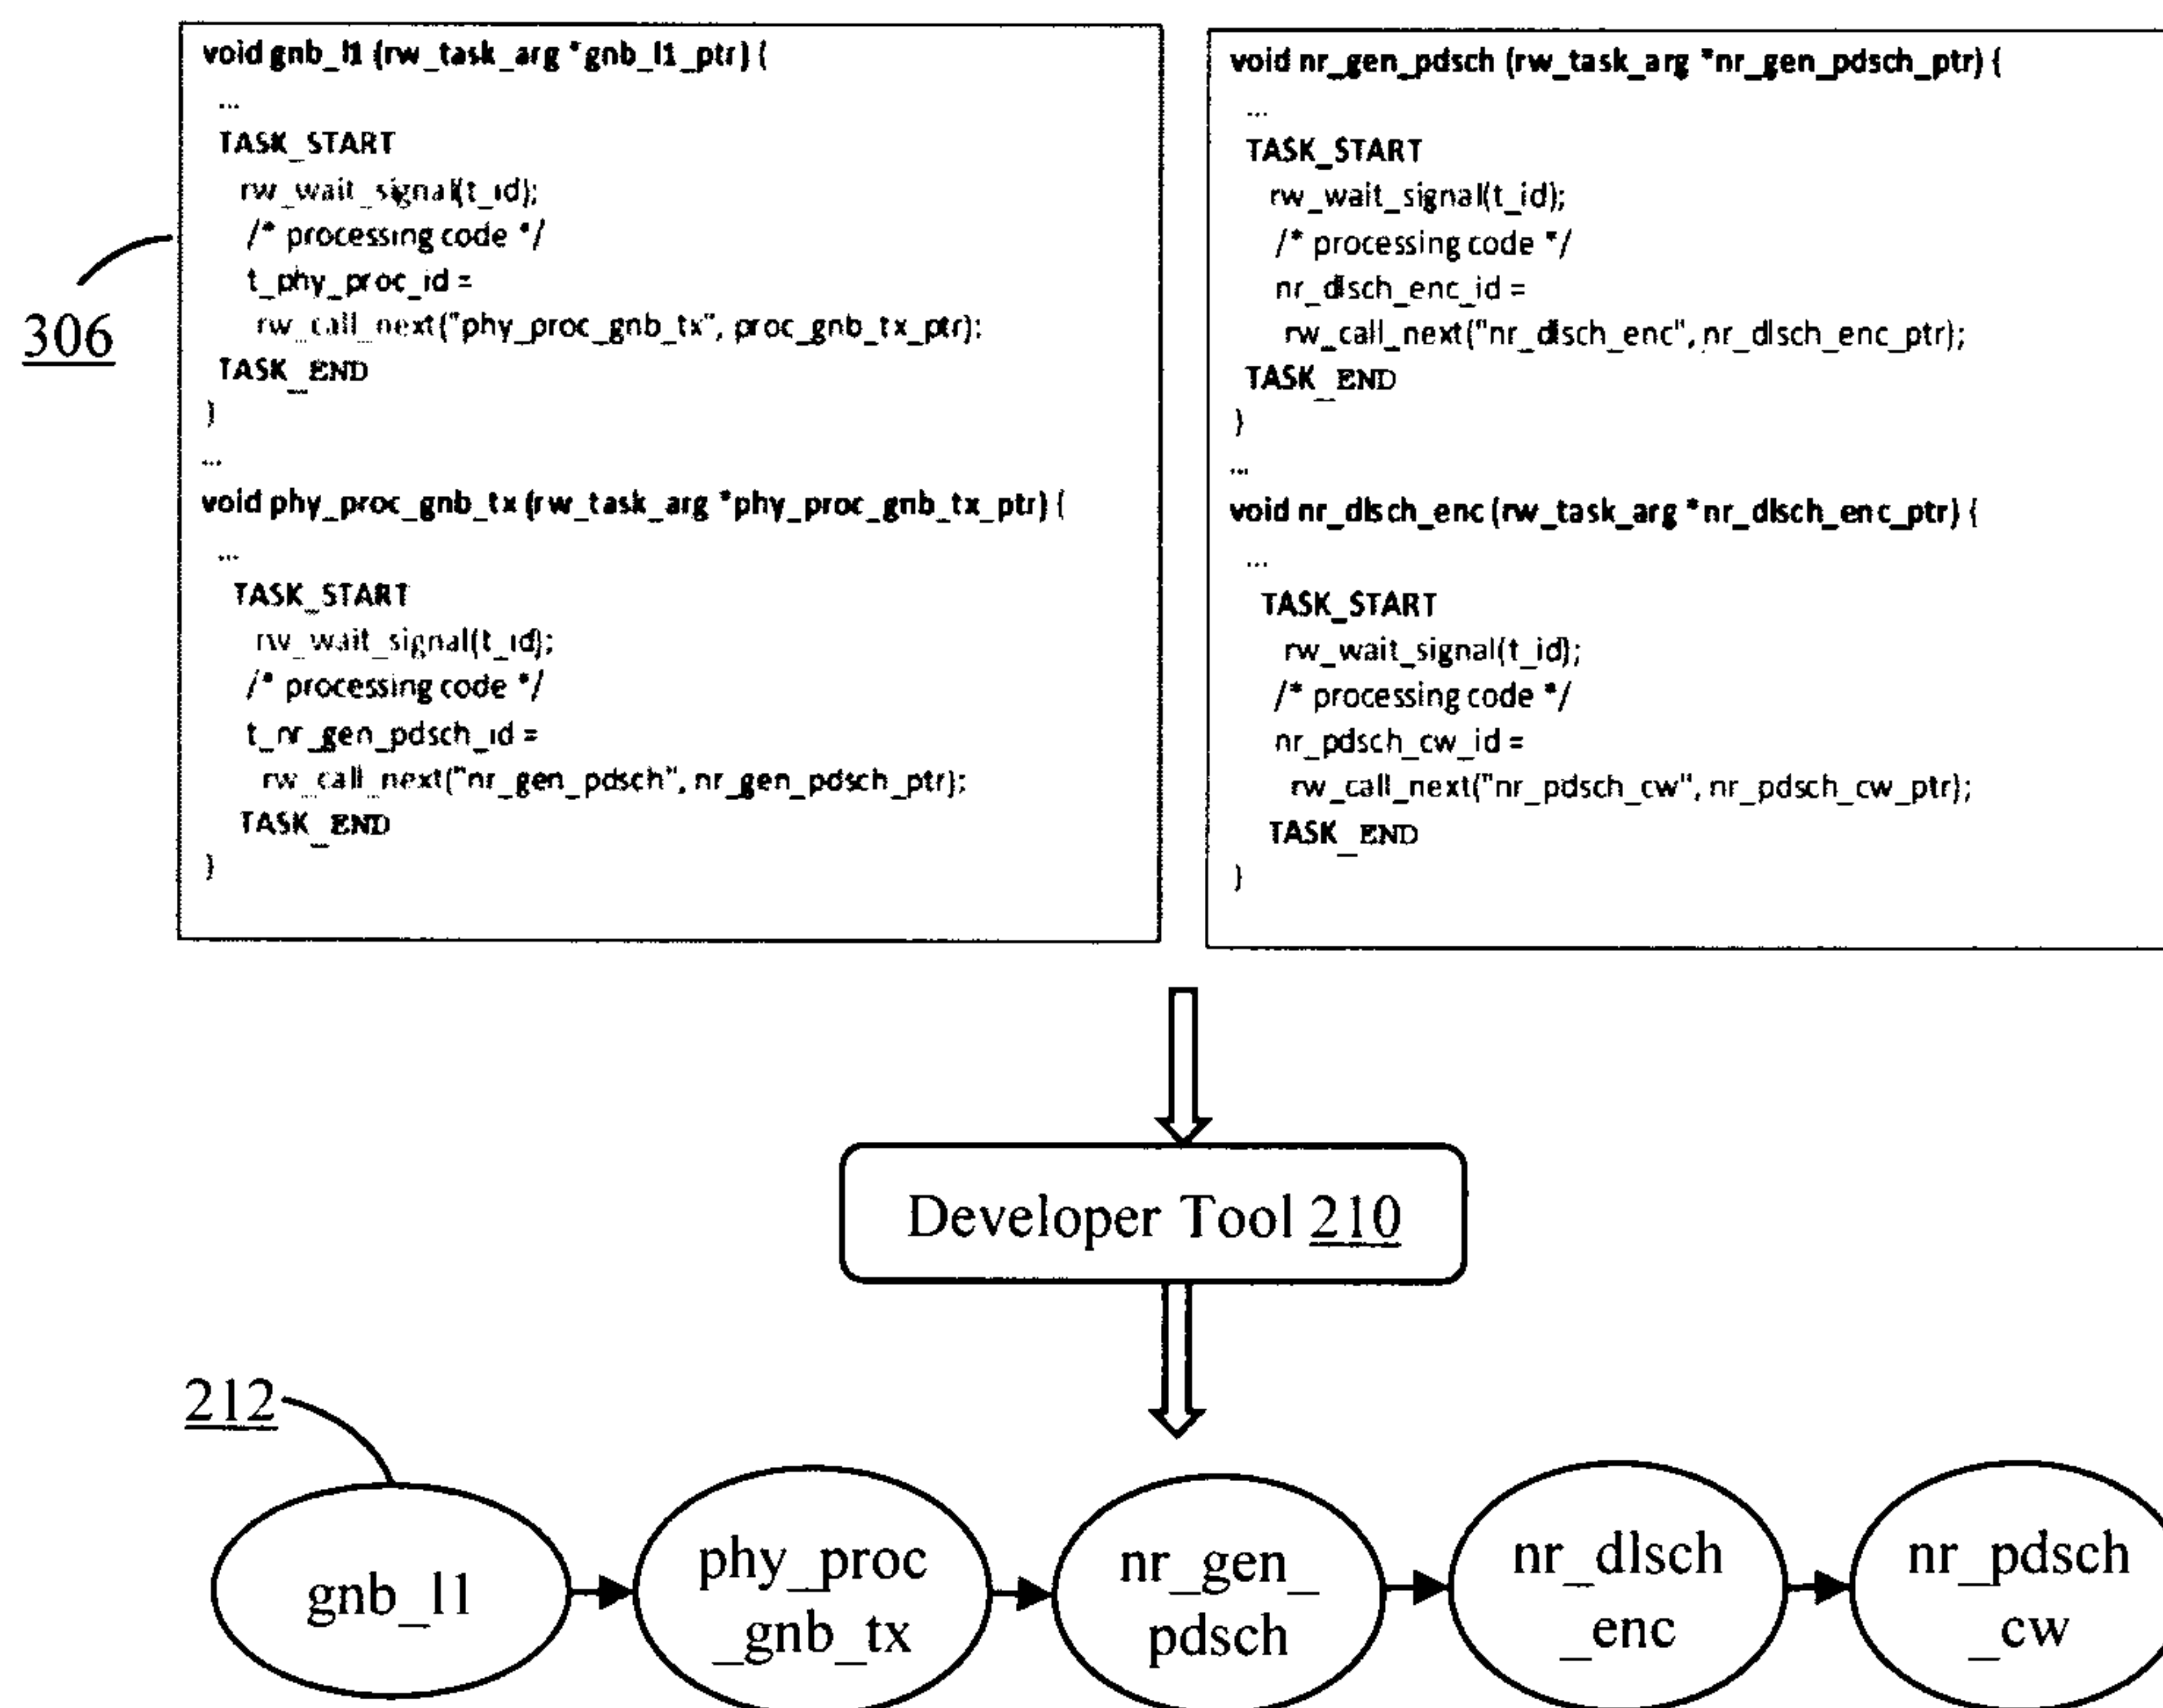 void gnb_l1 (rw_task_arg *gnb_l1_ptr) {
...
TASK_START
rw_wait_signal(t_id);
/* processing code */
t_phy_proc_id =
rw_call_next("phy_proc_gnb_tx", proc_gnb_tx_ptr);
TASK_END
}
...
void phy_proc_gnb_tx (rw_task_arg *phy_proc_gnb_tx_ptr) {
...
TASK_START
rw_wait_signal(t_id);
/* processing code */
t_nr_gen_pdsch_id =
rw_call_next("nr_gen_pdsch", nr_gen_pdsch_ptr);
TASK_END
}
void nr_gen_pdsch (rw_task_arg *nr_gen_pdsch_ptr) {
...
TASK_START
rw_wait_signal(t_id);
/* processing code */
nr_dlsch_enc_id =
rw_call_next("nr_dlsch_enc", nr_dlsch_enc_ptr);
TASK_END
}
...
void nr_dlsch_enc (rw_task_arg *nr_dlsch_enc_ptr) {
...
TASK_START
rw_wait_signal(t_id);
/* processing code */
nr_pdsch_cw_id =
rw_call_next("nr_pdsch_cw", nr_pdsch_cw_ptr);
TASK_END
}
306
Developer Tool 210
212
gnb_l1
phy_proc
_gnb_tx
nr_gen_
pdsch
nr_dlsch
_enc
nr_pdsch
_cw